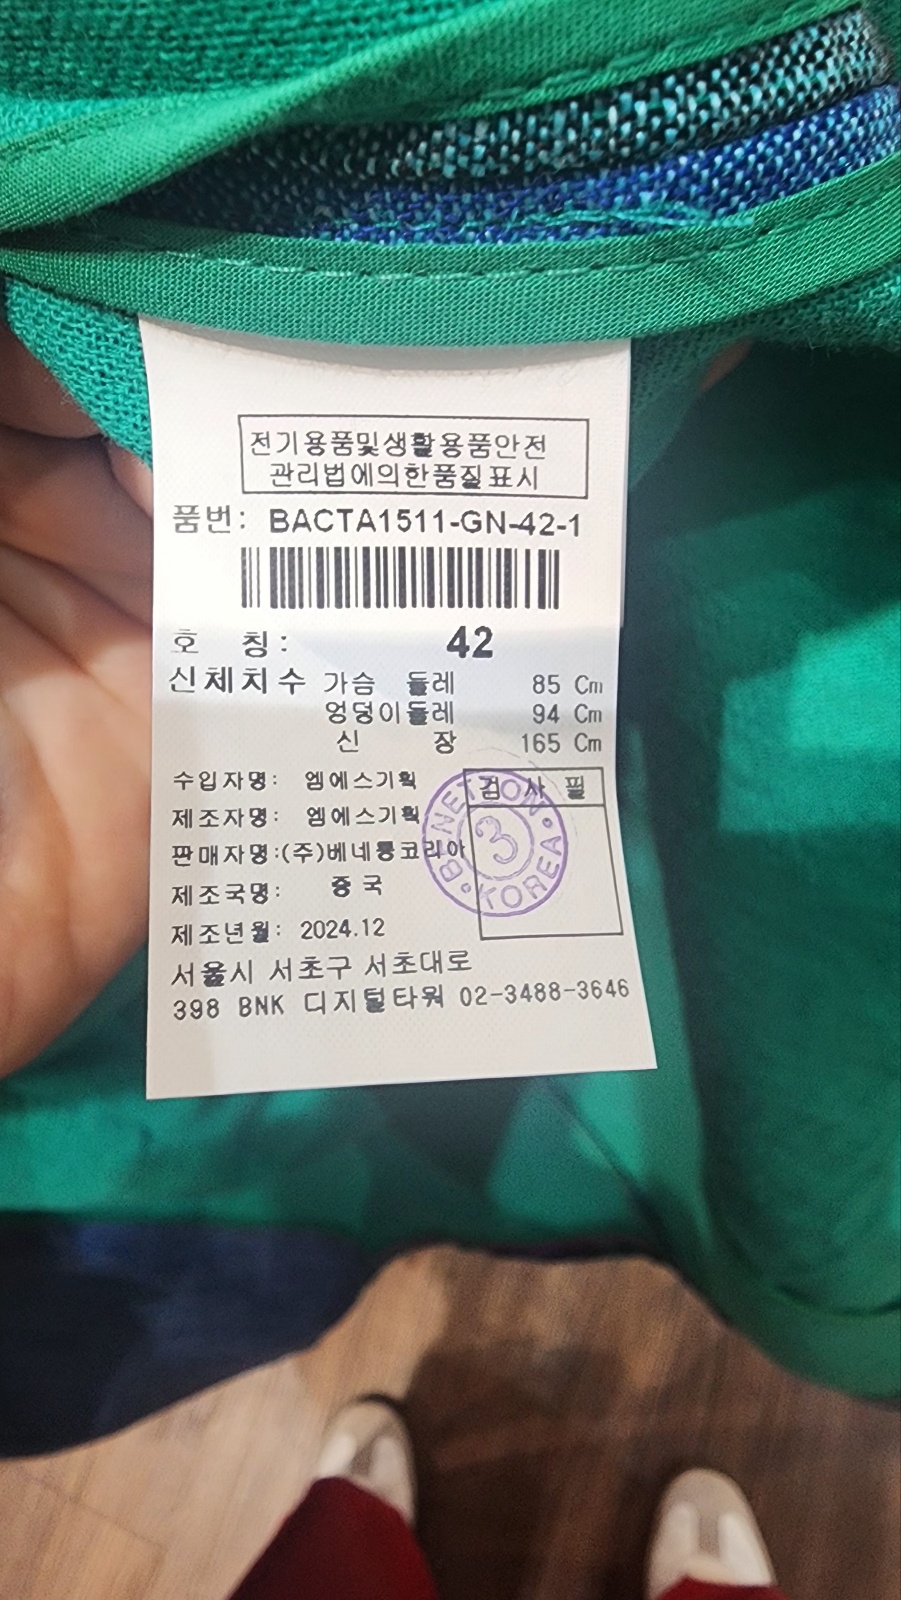 전기용품및생활용품안전
관리법에의한품질표시
품번: BACTA1511-GN-42-1
호 칭: 42
신체치수 가슴 둘레 85 Cm
엉덩이둘레 94 Cm
신 장 165 Cm
수입자명: 엠에스기획
검 사 필
제조자명: 엠에스기획
판매자명:(주)베네통코리아
BENETTON KOREA
3
제조국명: 중국
제조년월: 2024.12
서울시 서초구 서초대로
398 BNK 디지털타워 02-3488-3646